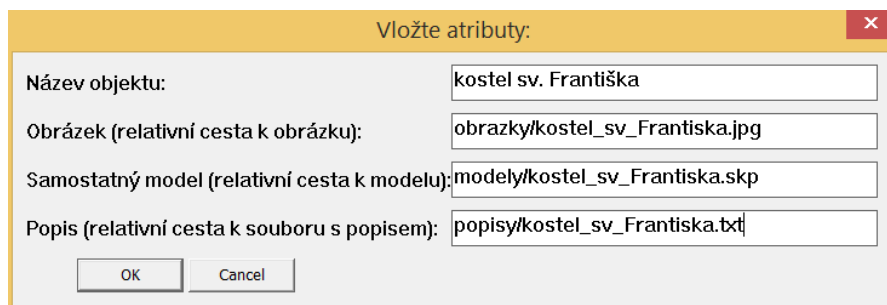 Vložte atributy:
x
Název objektu: kostel sv. Františka
Obrázek (relativní cesta k obrázku): obrazky/kostel_sv_Frantiska.jpg
Samostatný model (relativní cesta k modelu): modely/kostel_sv_Frantiska.skp
Popis (relativní cesta k souboru s popisem): popisy/kostel_sv_Frantiska.txt
OK Cancel